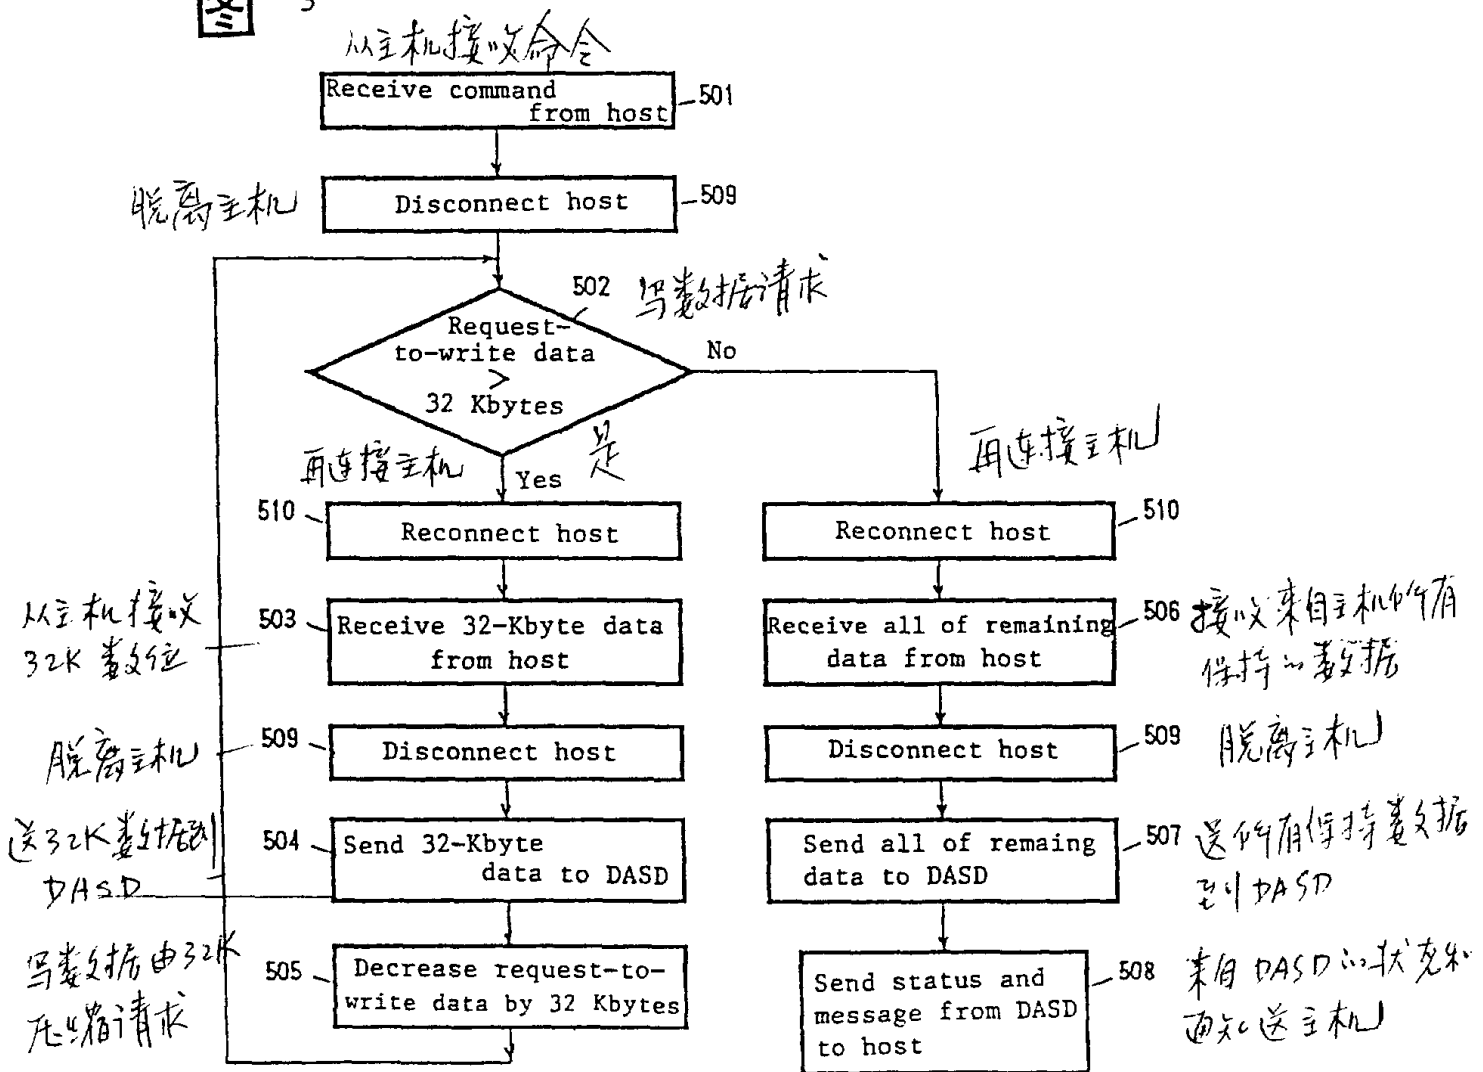 图 5
从主机接收命令
Receive command
from host
501
脱离主机
Disconnect host
509
502
写数据请求
Request-
to-write data
>
32 Kbytes
No
再连接主机
是
Yes
再连接主机
510
Reconnect host
Reconnect host
510
从主机接收
32K 数位
503
Receive 32-Kbyte data
from host
Receive all of remaining
data from host
506
接收来自主机所有
保持的数据
脱离主机
509
Disconnect host
Disconnect host
509
脱离主机
送32K数据到
DASD
504
Send 32-Kbyte
data to DASD
Send all of remaing
data to DASD
507
送所有保持数据
到DASD
写数据由32K
压缩请求
505
Decrease request-to-
write data by 32 Kbytes
Send status and
message from DASD
to host
508
来自DASD的状态和
通知送主机